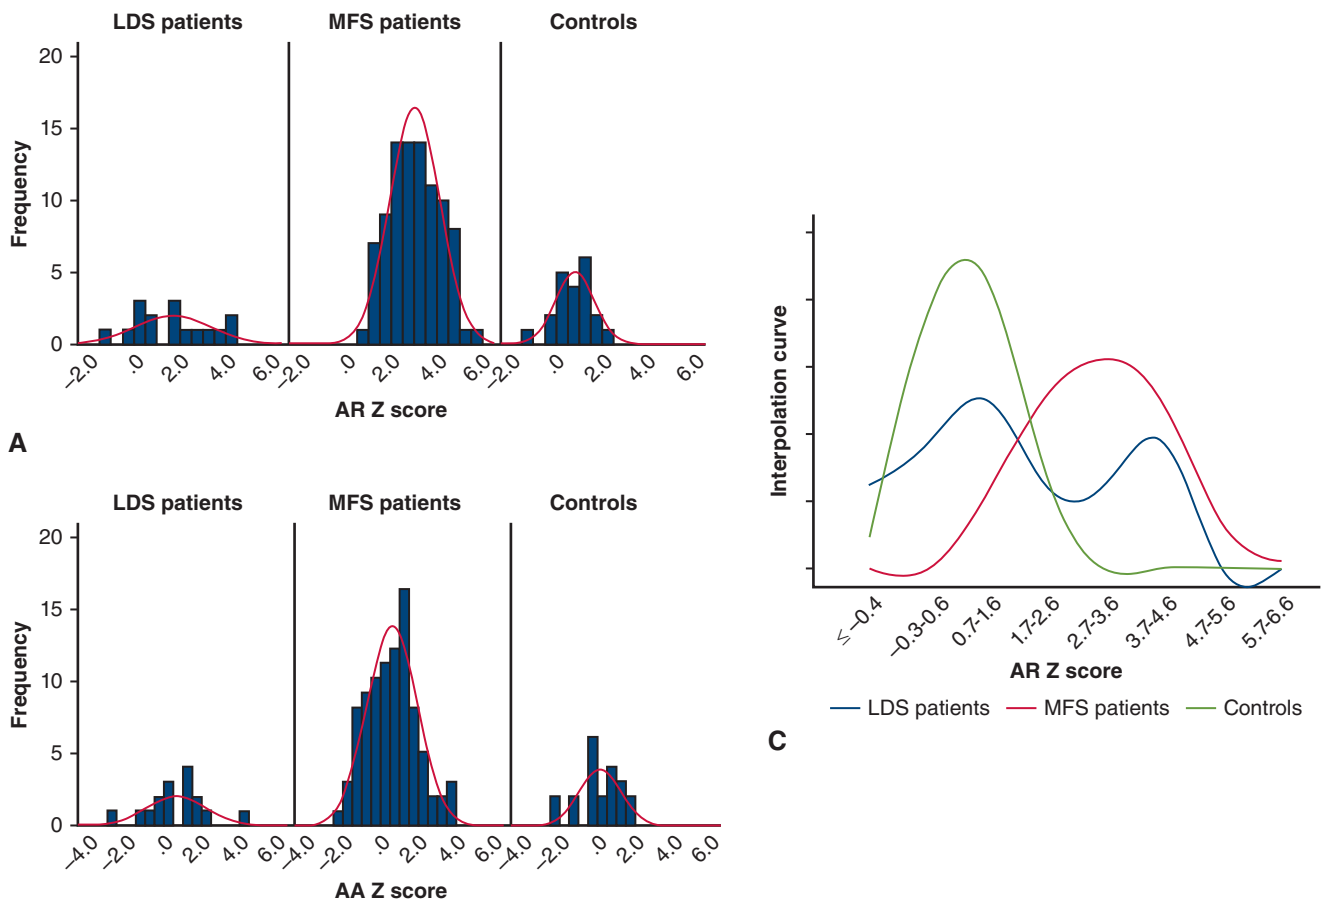 LDS patients MFS patients Controls
20
15
10
5
0
Frequency
–2.0 .0 2.0 4.0 6.0 –2.0 .0 2.0 4.0 6.0 –2.0 .0 2.0 4.0 6.0
AR Z score
A
LDS patients MFS patients Controls
20
15
10
5
0
Frequency
–4.0 –2.0 .0 2.0 4.0 6.0 –4.0 –2.0 .0 2.0 4.0 6.0 –4.0 –2.0 .0 2.0 4.0 6.0
AA Z score
Interpolation curve
≤ –0.4 –0.3-0.6 0.7-1.6 1.7-2.6 2.7-3.6 3.7-4.6 4.7-5.6 5.7-6.6
AR Z score
LDS patients MFS patients Controls
C